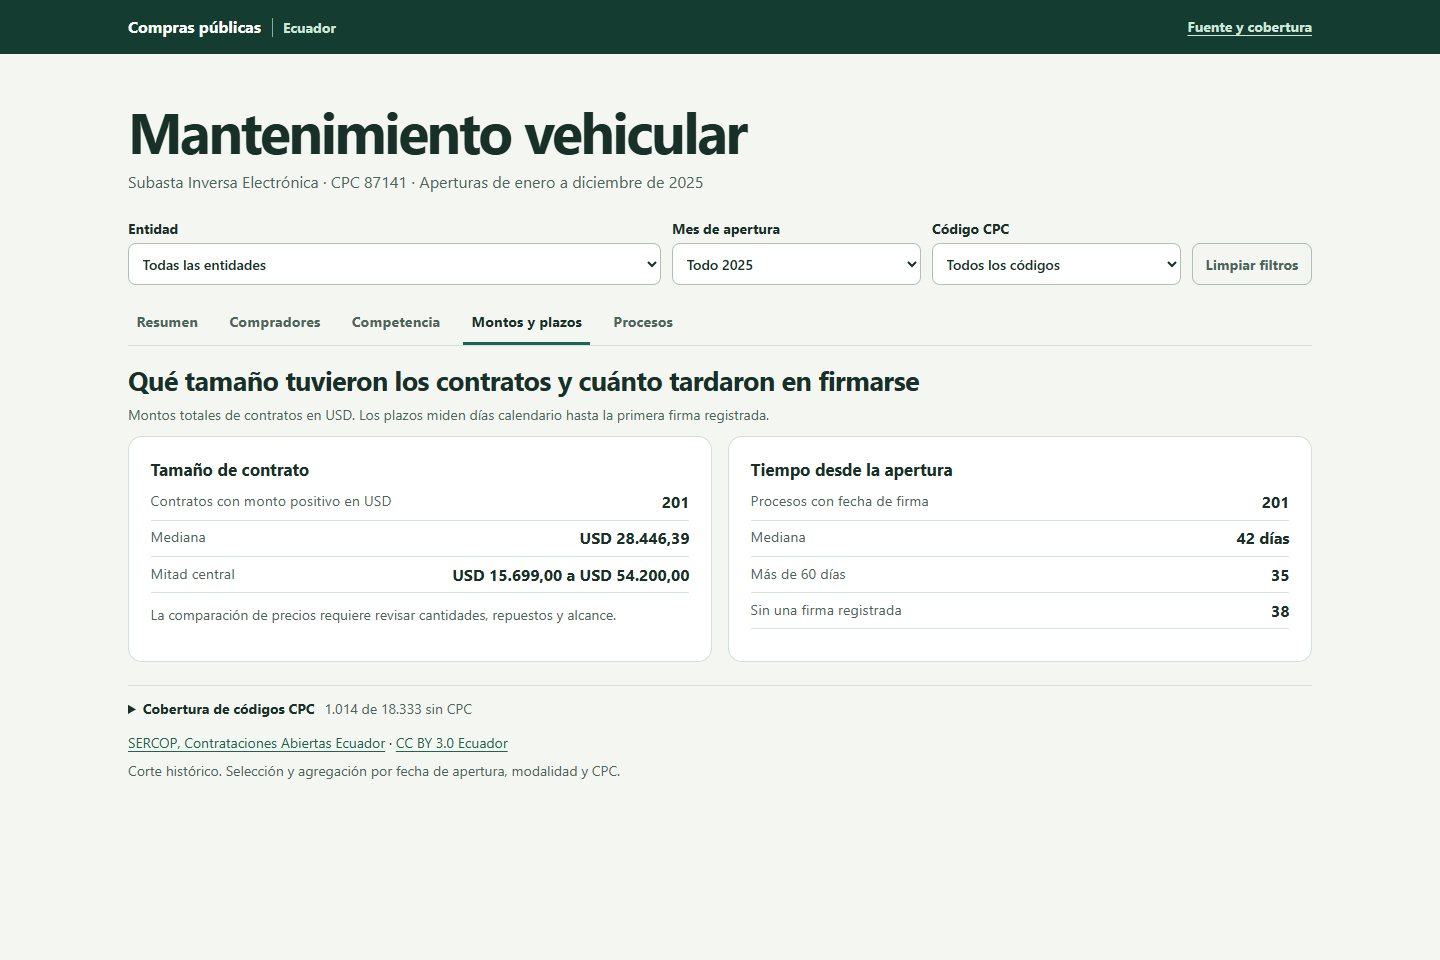 Compras públicas | Ecuador
Fuente y cobertura
Mantenimiento vehicular
Subasta Inversa Electrónica · CPC 87141 · Aperturas de enero a diciembre de 2025
Entidad
Todas las entidades
Mes de apertura
Todo 2025
Código CPC
Todos los códigos
Limpiar filtros
Resumen
Compradores
Competencia
Montos y plazos
Procesos
Qué tamaño tuvieron los contratos y cuánto tardaron en firmarse
Montos totales de contratos en USD. Los plazos miden días calendario hasta la primera firma registrada.
Tamaño de contrato
Contratos con monto positivo en USD 201
Mediana USD 28.446,39
Mitad central USD 15.699,00 a USD 54.200,00
La comparación de precios requiere revisar cantidades, repuestos y alcance.
Tiempo desde la apertura
Procesos con fecha de firma 201
Mediana 42 días
Más de 60 días 35
Sin una firma registrada 38
Cobertura de códigos CPC 1.014 de 18.333 sin CPC
SERCOP, Contrataciones Abiertas Ecuador · CC BY 3.0 Ecuador
Corte histórico. Selección y agregación por fecha de apertura, modalidad y CPC.